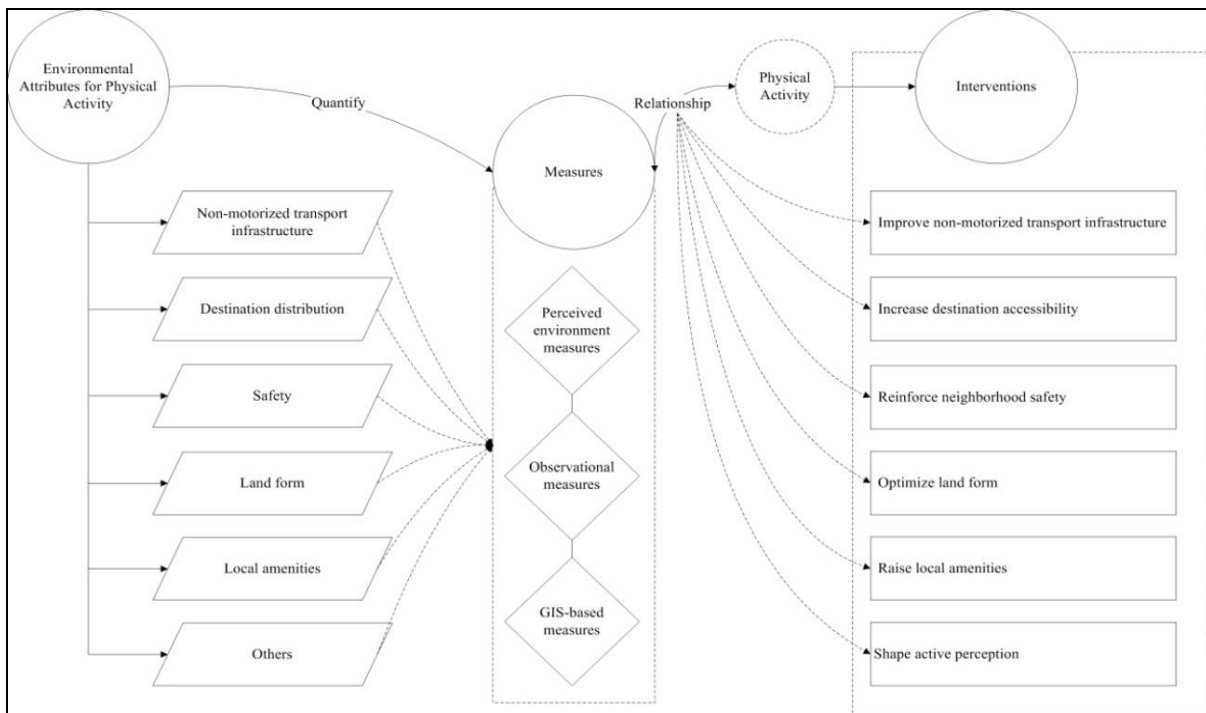 Environmental
Attributes for Physical
Activity
Quantify
Measures
Relationship
Physical
Activity
Interventions
Non-motorized transport
infrastructure
Destination distribution
Safety
Land form
Local amenities
Others
Perceived
environment
measures
Observational
measures
GIS-based
measures
Improve non-motorized transport infrastructure
Increase destination accessibility
Reinforce neighborhood safety
Optimize land form
Raise local amenities
Shape active perception